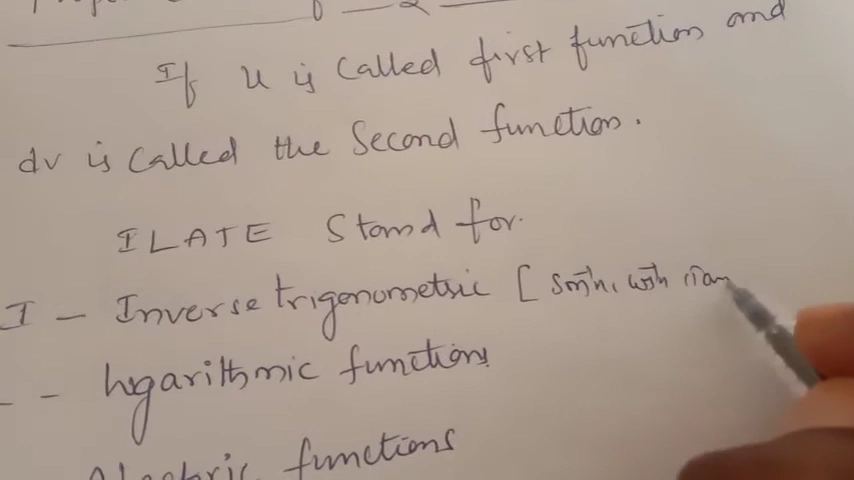 If u is called first function and
dv is called the Second function.
ILATE Stand for.
I - Inverse trigonometric [ Sin⁻¹x, cos⁻¹x, tan
- - logarithmic functions
functions